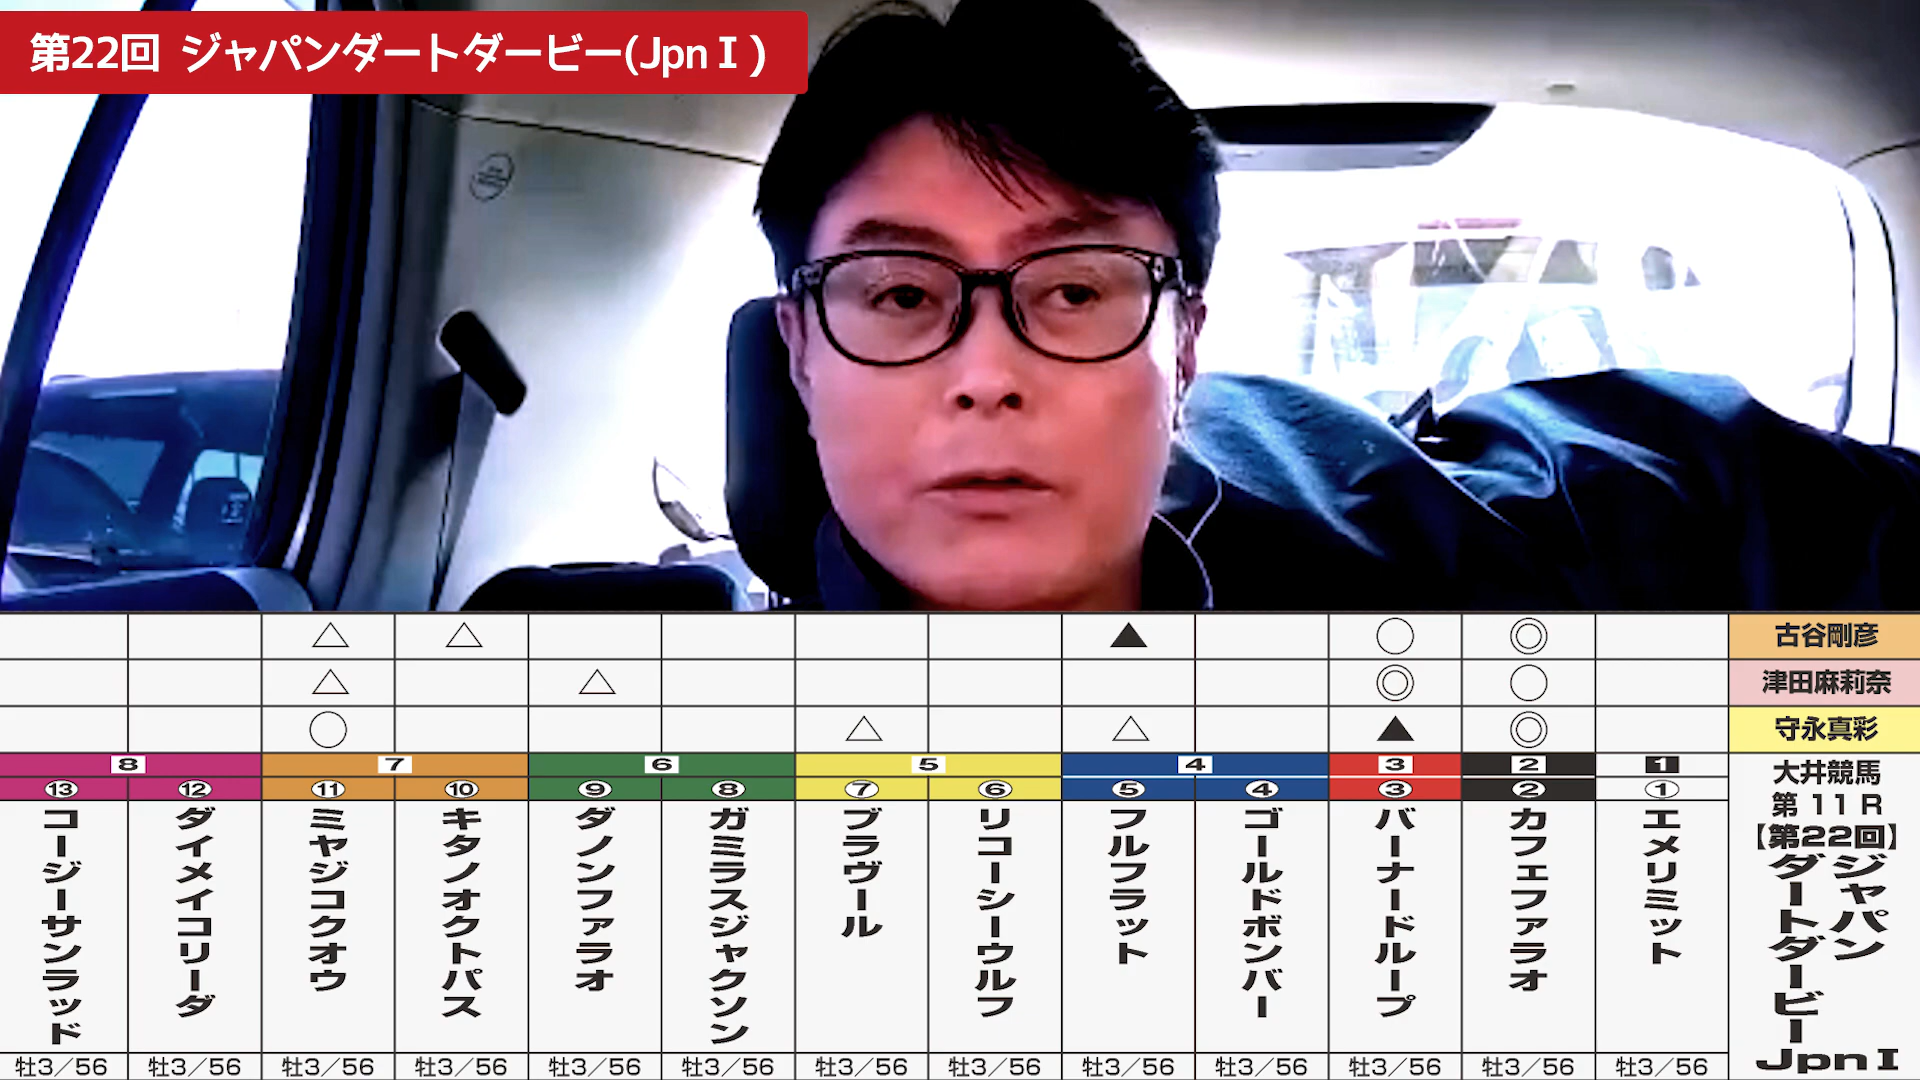 第22回 ジャパンダートダービー(JpnⅠ)
△ △ ▲ ○ ◎ 古谷剛彦
△ △ ◎ ○ 津田麻莉奈
○ △ △ ▲ ◎ 守永真彩
8 7 6 5 4 3 2 1
⑬ ⑫ ⑪ ⑩ ⑨ ⑧ ⑦ ⑥ ⑤ ④ ③ ② ①
大井競馬
第 11 R
【第22回】
ジャパン
ダートダービー
JpnⅠ
エメリミット
カフェファラオ
バーナードループ
ゴールドボンバー
フルフラット
リコーシーウルフ
ブラヴール
ガミラスジャクソン
ダノンファラオ
キタノオクトパス
ミヤジコクオウ
ダイメイコリーダ
コージーサンラッド
牡3/56 牡3/56 牡3/56 牡3/56 牡3/56 牡3/56 牡3/56 牡3/56 牡3/56 牡3/56 牡3/56 牡3/56 牡3/56